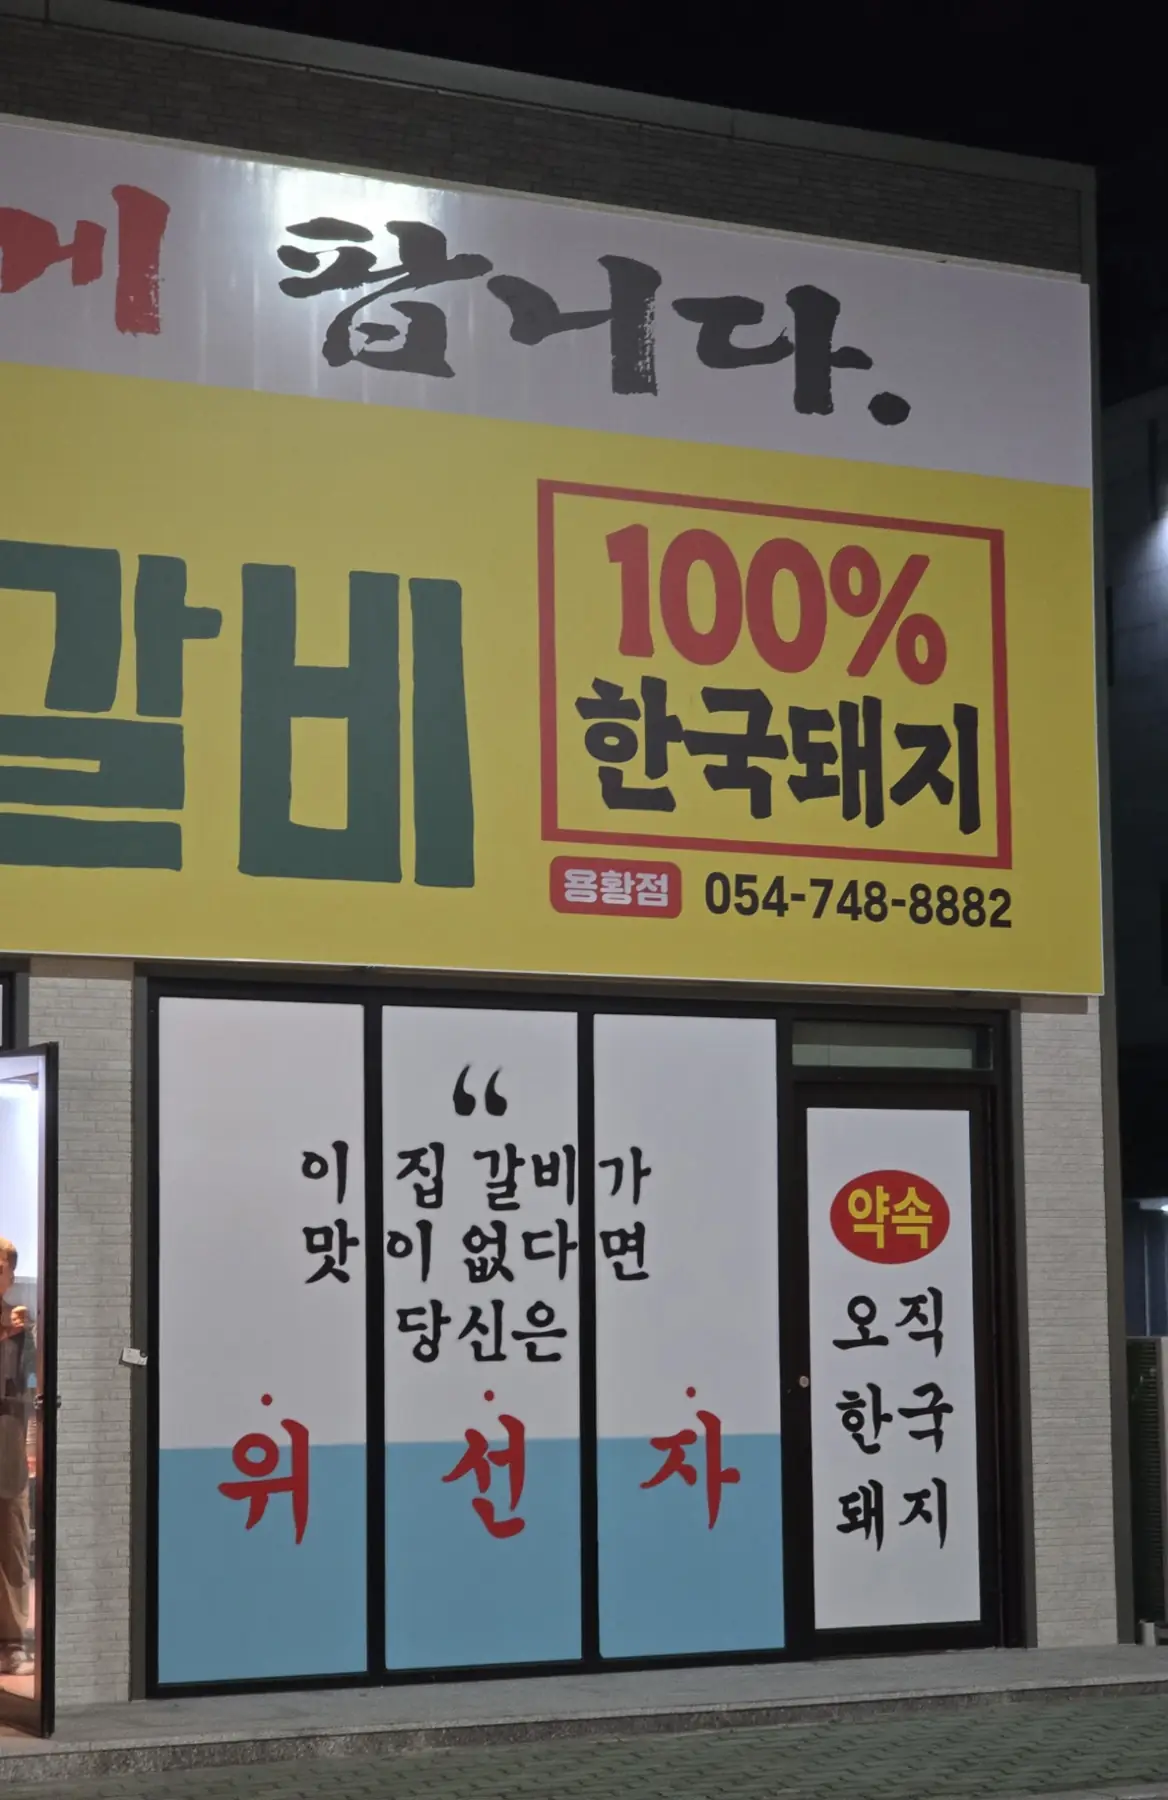 게 팝니다.
갈비
100%
한국돼지
용황점 054-748-8882
“
이 집 갈비가
맛이 없다면
당신은
위선자
약속
오직
한국
돼지